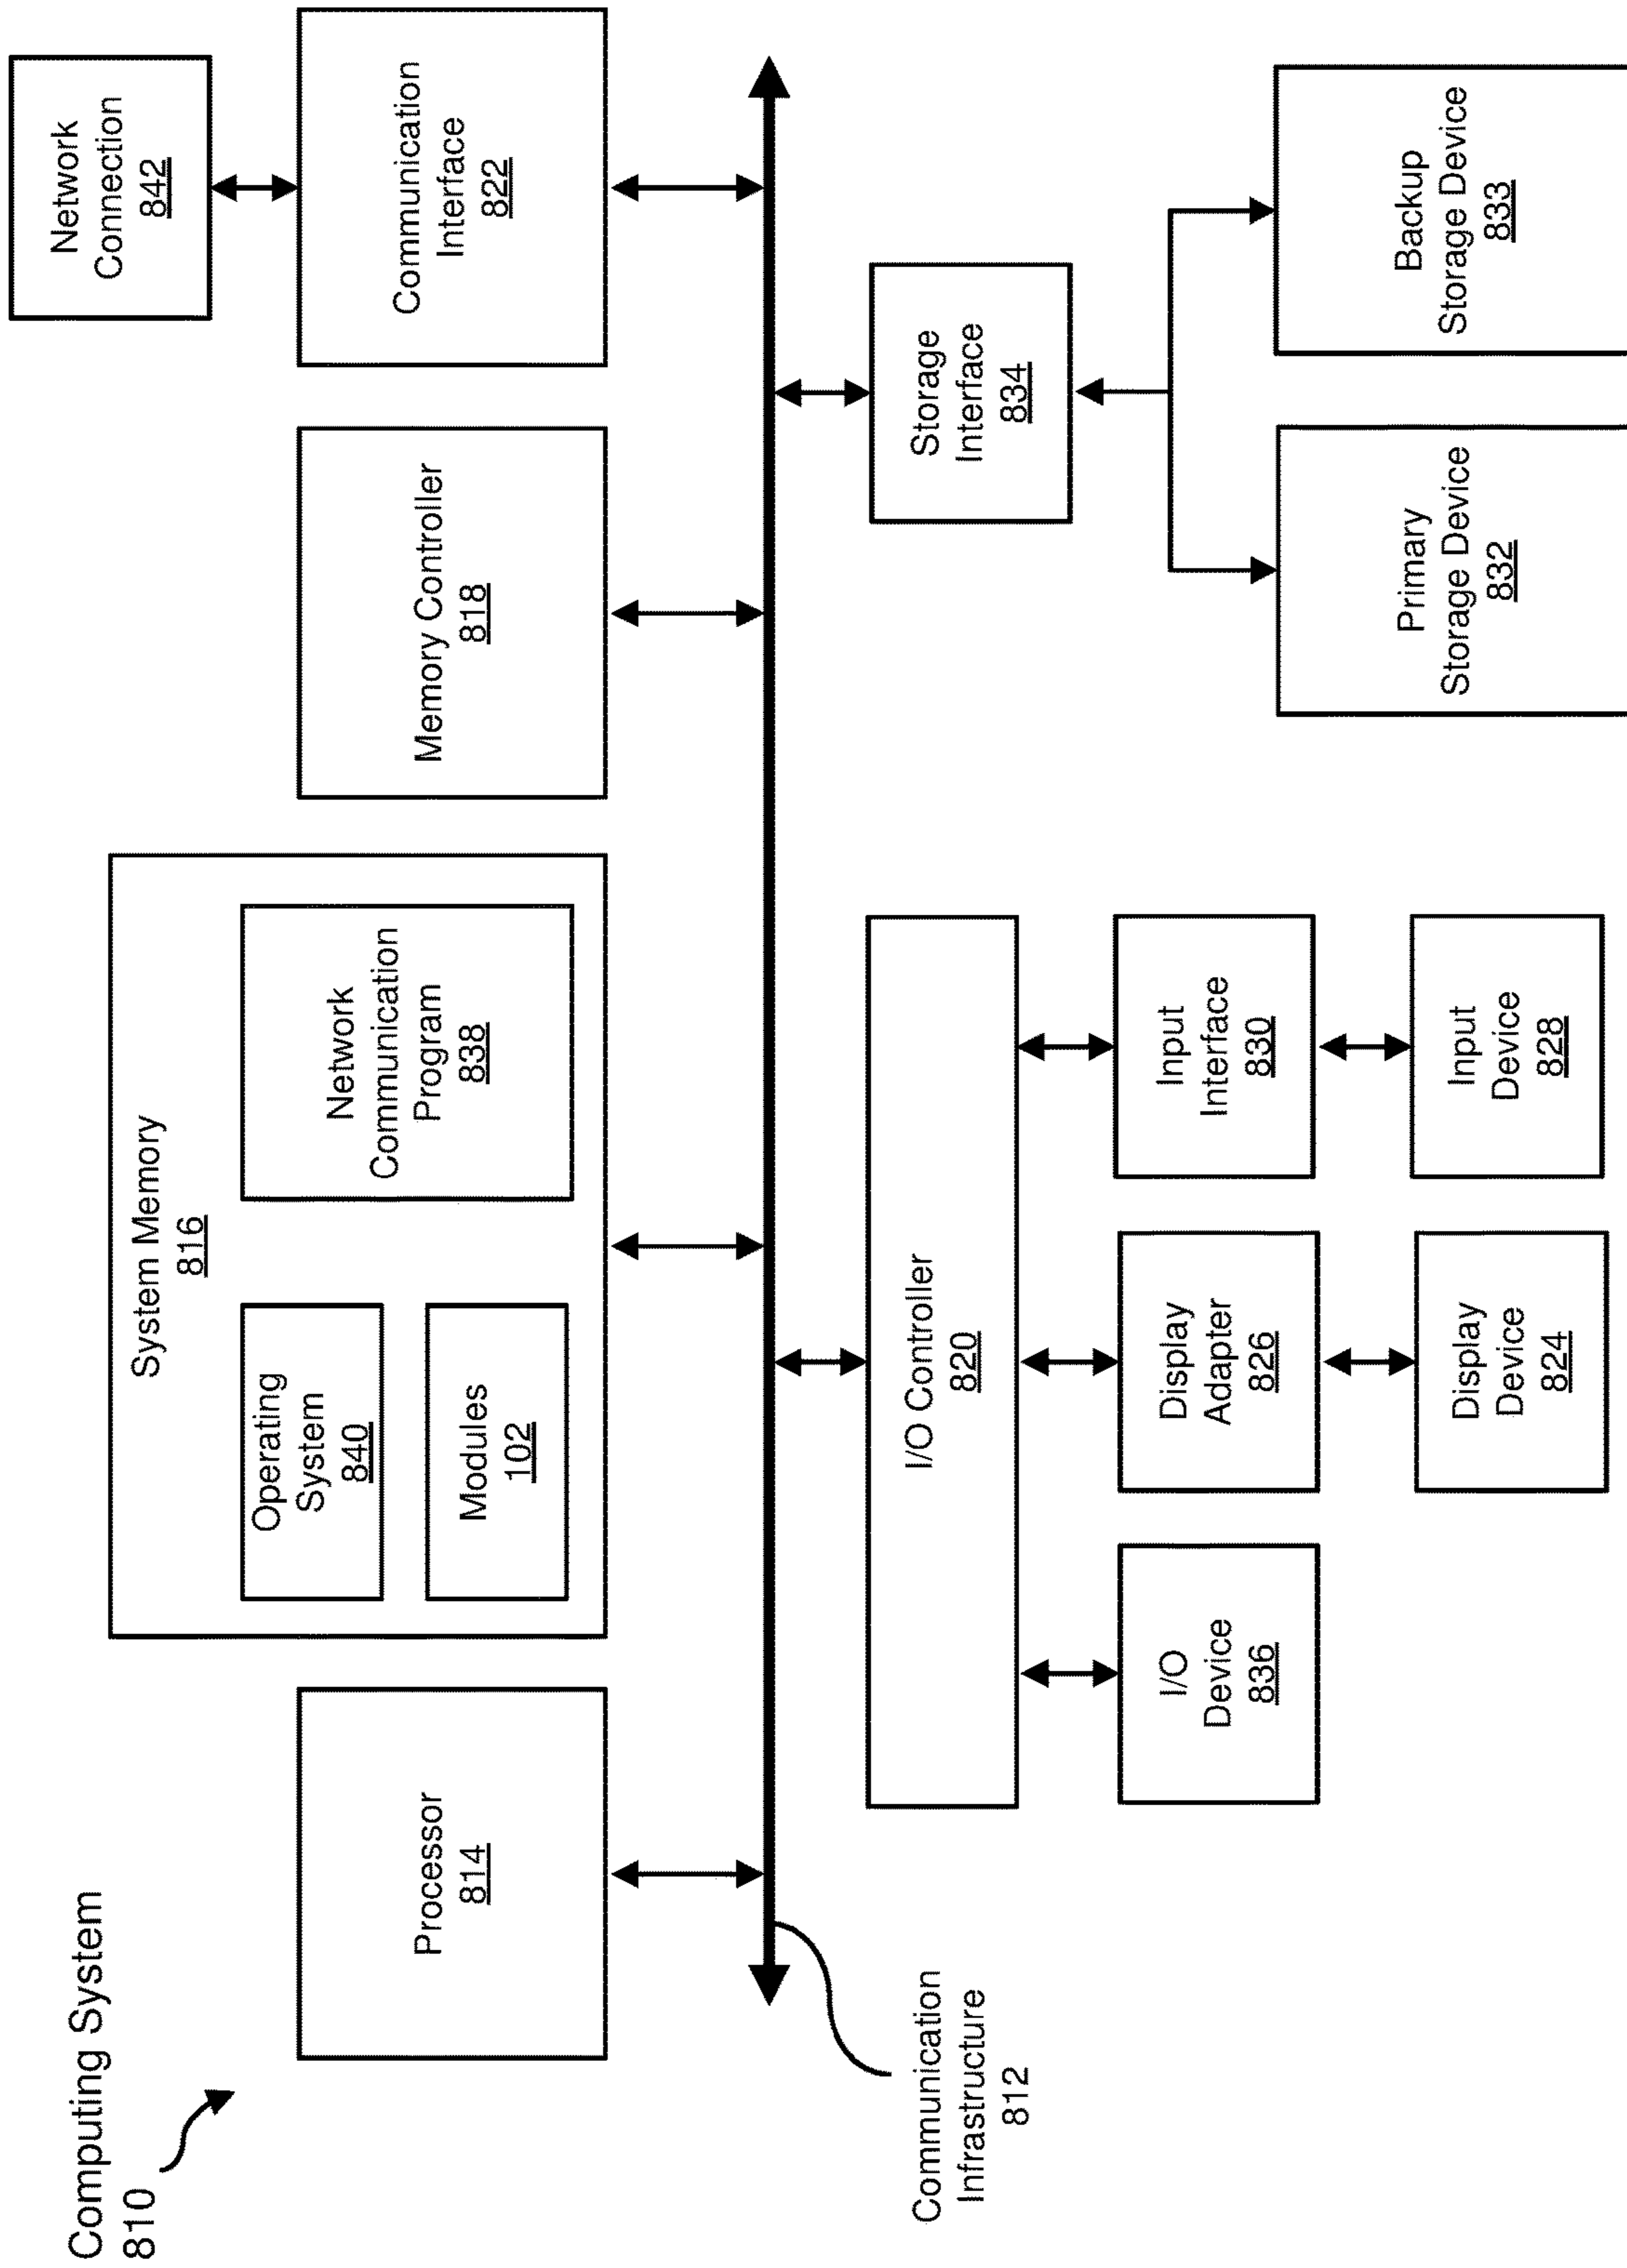 Computing System
810
Processor
814
System Memory
816
Operating
System
840
Modules
102
Network
Communication
Program
838
Memory Controller
818
Network
Connection
842
Communication
Interface
822
Communication
Infrastructure
812
I/O Controller
820
I/O
Device
836
Display
Adapter
826
Input
Interface
830
Display
Device
824
Input
Device
828
Storage
Interface
834
Primary
Storage Device
832
Backup
Storage Device
833